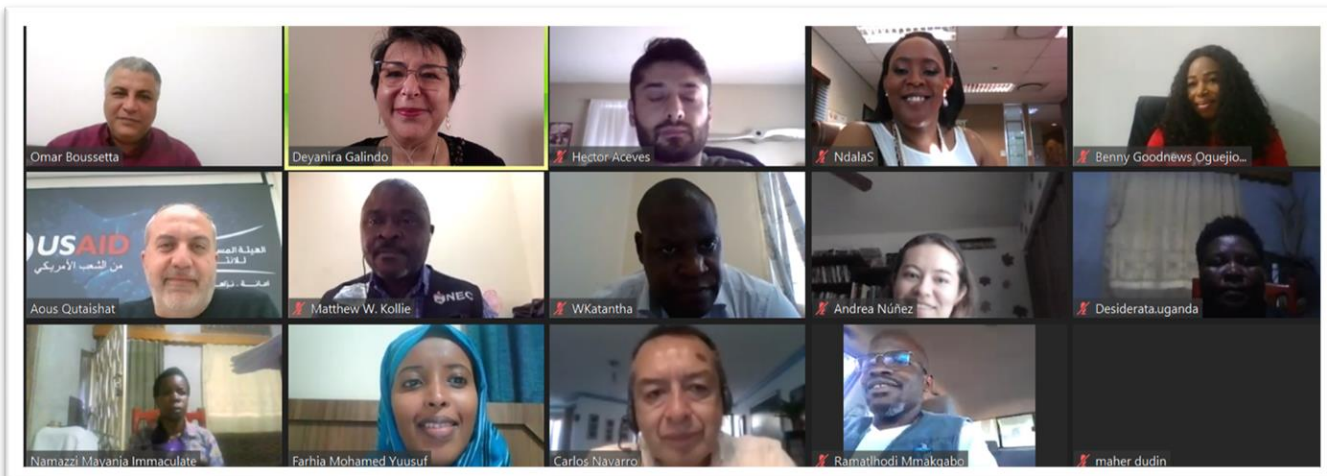 Omar Boussetta
Deyanira Galindo
Hector Aceves
NdalaS
Benny Goodnews Oguejio...
USAID
من الشعب الأمريكي
Aous Qutaishat
NEC
Matthew W. Kollie
WKatantha
Andrea Núñez
Desiderata.uganda
Namazzi Mayanja Immaculate
Farhia Mohamed Yuusuf
Carlos Navarro
Ramatlhodi Mmakgabo
maher dudin